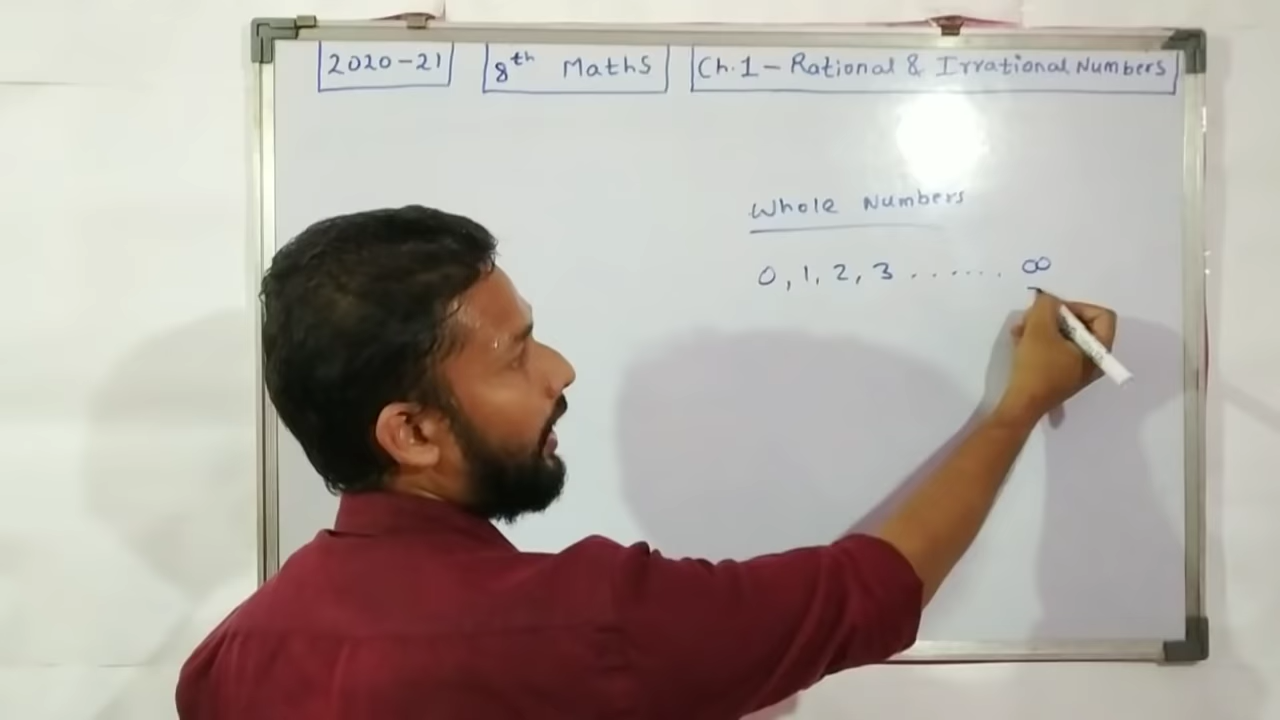 2020-21 8th Maths Ch.1 - Rational & Irrational Numbers
Whole Numbers
0, 1, 2, 3 ....... ∞